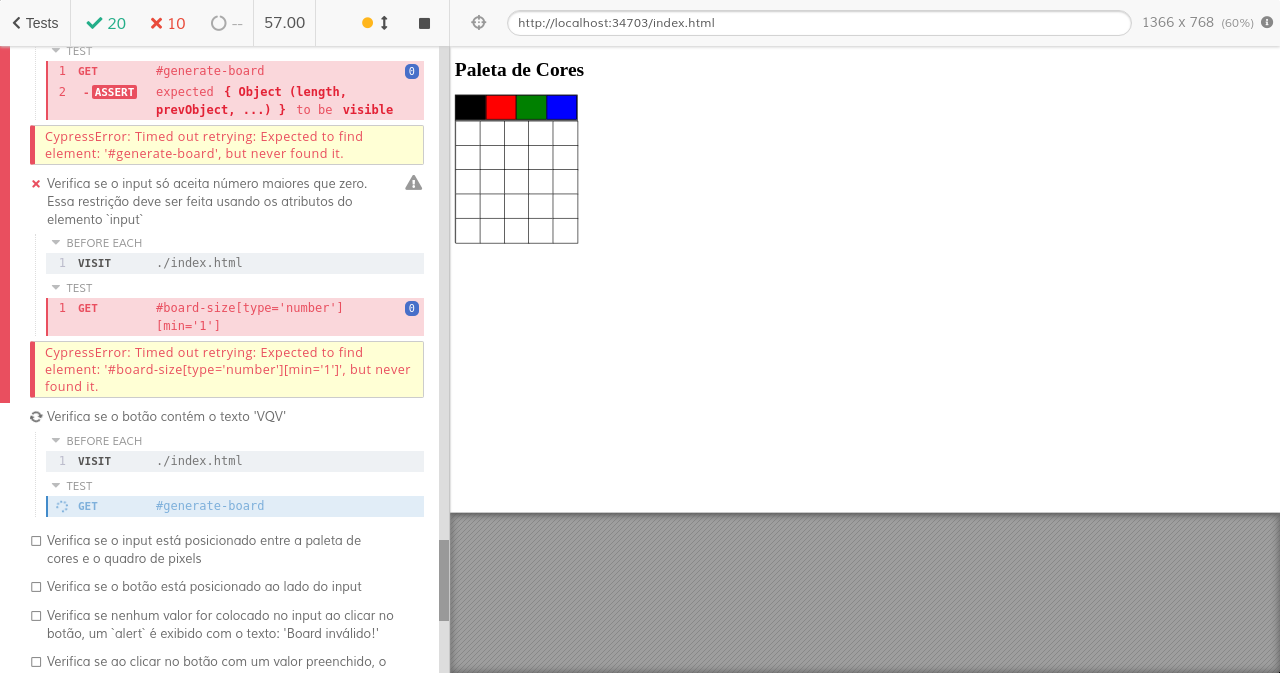 Tests 20 10 -- 57.00 http://localhost:34703/index.html 1366 x 768 (60%)
TEST
1 GET #generate-board 0
2 - ASSERT expected { Object (length,
prevObject, ...) } to be visible
CypressError: Timed out retrying: Expected to find
element: '#generate-board', but never found it.
Verifica se o input só aceita número maiores que zero.
Essa restrição deve ser feita usando os atributos do
elemento `input`
BEFORE EACH
1 VISIT ./index.html
TEST
1 GET #board-size[type='number'] 0
[min='1']
CypressError: Timed out retrying: Expected to find
element: '#board-size[type='number'][min='1']', but never
found it.
Verifica se o botão contém o texto 'VQV'
BEFORE EACH
1 VISIT ./index.html
TEST
GET #generate-board
Verifica se o input está posicionado entre a paleta de
cores e o quadro de pixels
Verifica se o botão está posicionado ao lado do input
Verifica se nenhum valor for colocado no input ao clicar no
botão, um `alert` é exibido com o texto: 'Board inválido!'
Verifica se ao clicar no botão com um valor preenchido, o
Paleta de Cores